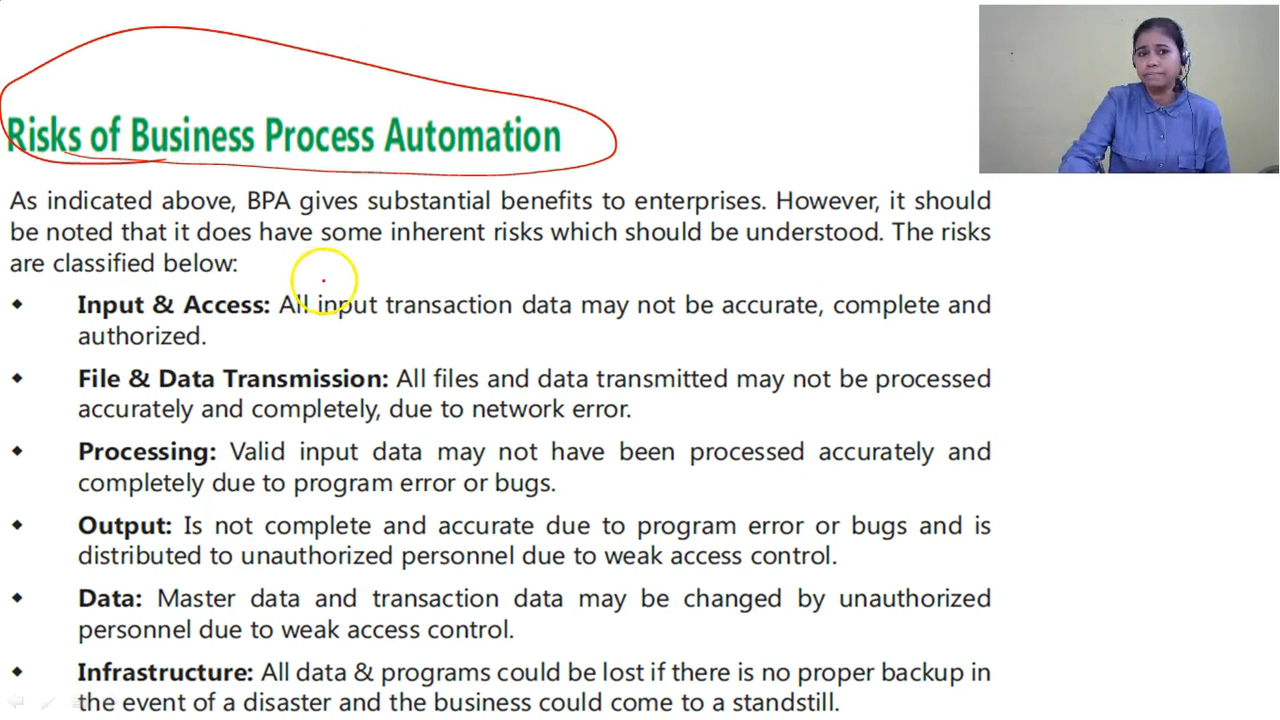 Risks of Business Process Automation
As indicated above, BPA gives substantial benefits to enterprises. However, it should
be noted that it does have some inherent risks which should be understood. The risks
are classified below:
◆ Input & Access: All input transaction data may not be accurate, complete and
authorized.
◆ File & Data Transmission: All files and data transmitted may not be processed
accurately and completely, due to network error.
◆ Processing: Valid input data may not have been processed accurately and
completely due to program error or bugs.
◆ Output: Is not complete and accurate due to program error or bugs and is
distributed to unauthorized personnel due to weak access control.
◆ Data: Master data and transaction data may be changed by unauthorized
personnel due to weak access control.
◆ Infrastructure: All data & programs could be lost if there is no proper backup in
the event of a disaster and the business could come to a standstill.